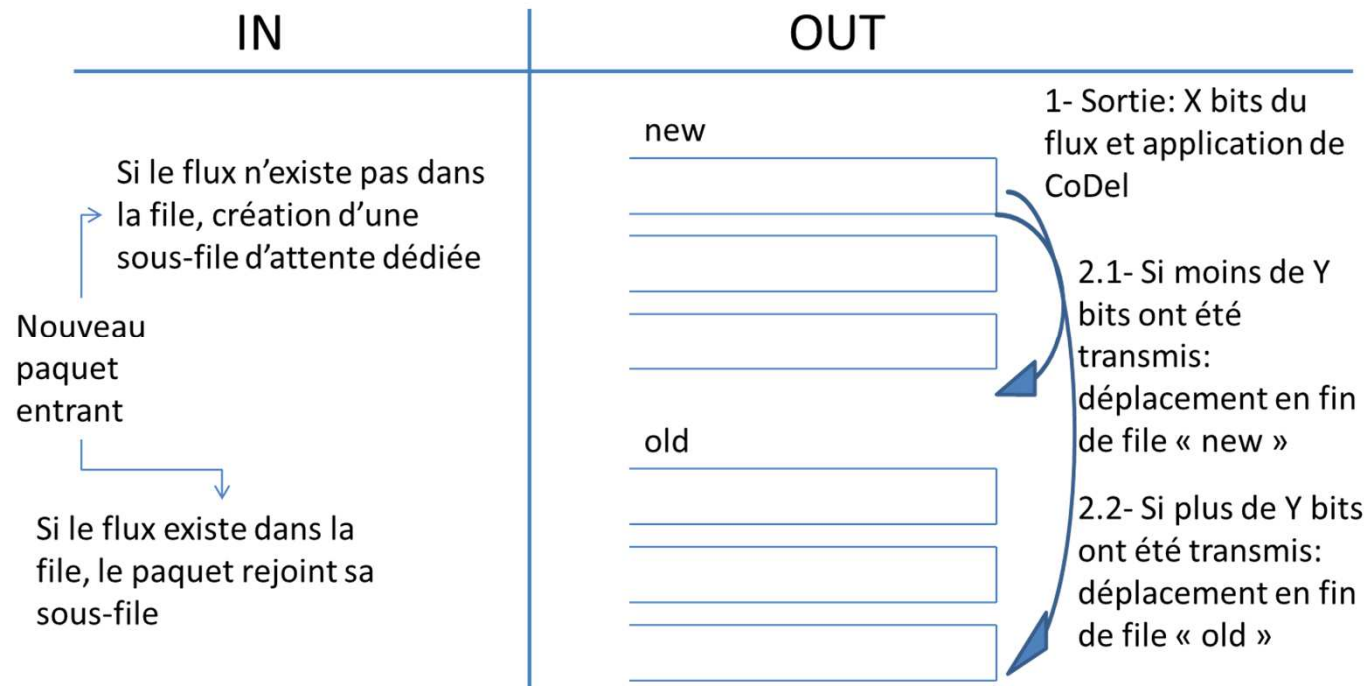 IN
OUT
Si le flux n’existe pas dans
la file, création d’une
sous-file d’attente dédiée
Nouveau
paquet
entrant
Si le flux existe dans la
file, le paquet rejoint sa
sous-file
new
old
1- Sortie: X bits du
flux et application de
CoDel
2.1- Si moins de Y
bits ont été
transmis:
déplacement en fin
de file « new »
2.2- Si plus de Y bits
ont été transmis:
déplacement en fin
de file « old »